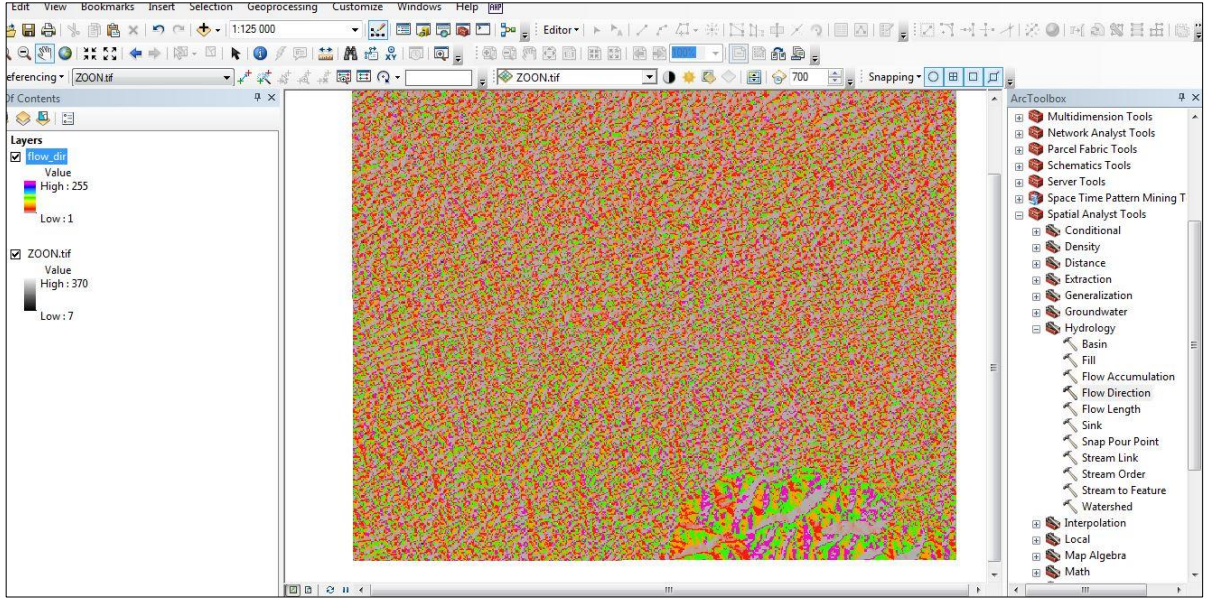 Edit View Bookmarks Insert Selection Geoprocessing Customize Windows Help
1:125 000 Editor
100%
eferencing ZOON.tif ZOON.tif 700 Snapping
Of Contents
Layers
flow_dir
Value
High : 255
Low : 1
ZOON.tif
Value
High : 370
Low : 7
ArcToolbox
Multidimension Tools
Network Analyst Tools
Parcel Fabric Tools
Schematics Tools
Server Tools
Space Time Pattern Mining T
Spatial Analyst Tools
Conditional
Density
Distance
Extraction
Generalization
Groundwater
Hydrology
Basin
Fill
Flow Accumulation
Flow Direction
Flow Length
Sink
Snap Pour Point
Stream Link
Stream Order
Stream to Feature
Watershed
Interpolation
Local
Map Algebra
Math